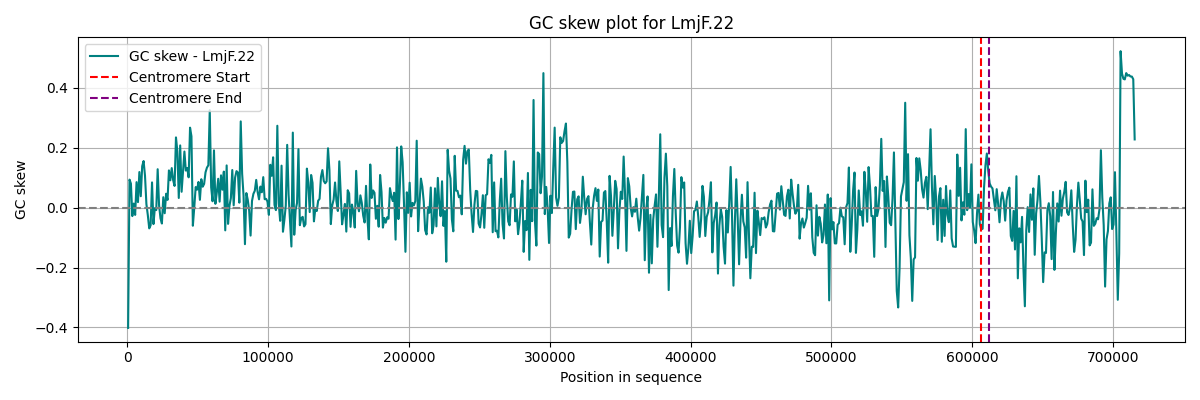 GC skew plot for LmjF.22
GC skew - LmjF.22
Centromere Start
Centromere End
GC skew
0.4
0.2
0.0
−0.2
−0.4
0
100000
200000
300000
400000
500000
600000
700000
Position in sequence